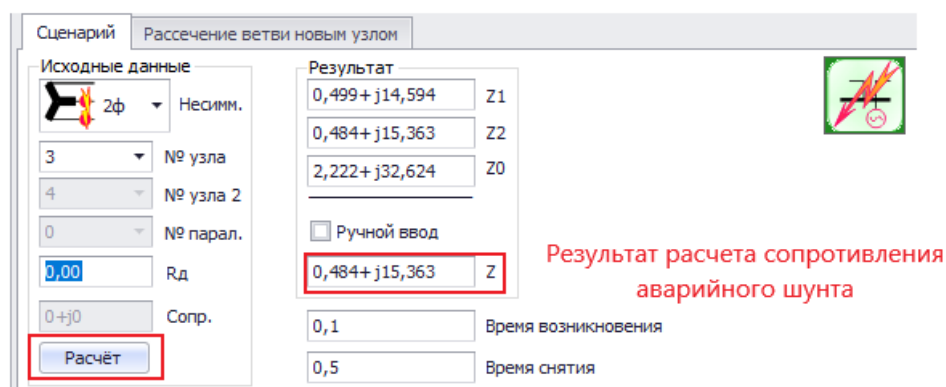 Сценарий Рассечение ветви новым узлом
Исходные данные
2ф Несимм.
3 № узла
4 № узла 2
0 № парал.
0,00 Rд
0+j0 Сопр.
Расчёт
Результат
0,499+j14,594 Z1
0,484+j15,363 Z2
2,222+j32,624 Z0
Ручной ввод
0,484+j15,363 Z
0,1 Время возникновения
0,5 Время снятия
Результат расчета сопротивления
аварийного шунта